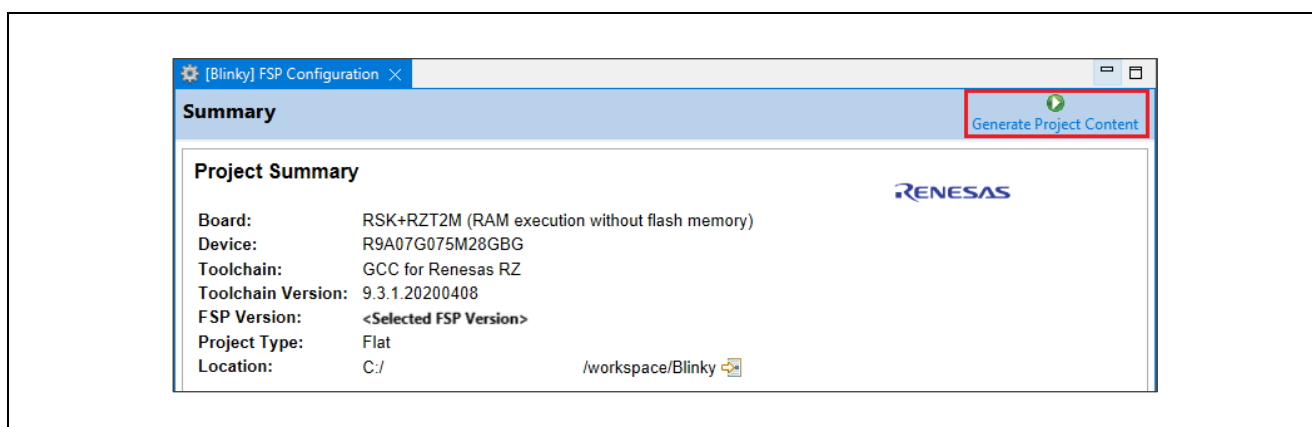 [Blinky] FSP Configuration
Summary
Generate Project Content
Project Summary
RENESAS
Board: RSK+RZT2M (RAM execution without flash memory)
Device: R9A07G075M28GBG
Toolchain: GCC for Renesas RZ
Toolchain Version: 9.3.1.20200408
FSP Version: <Selected FSP Version>
Project Type: Flat
Location: C:/ /workspace/Blinky